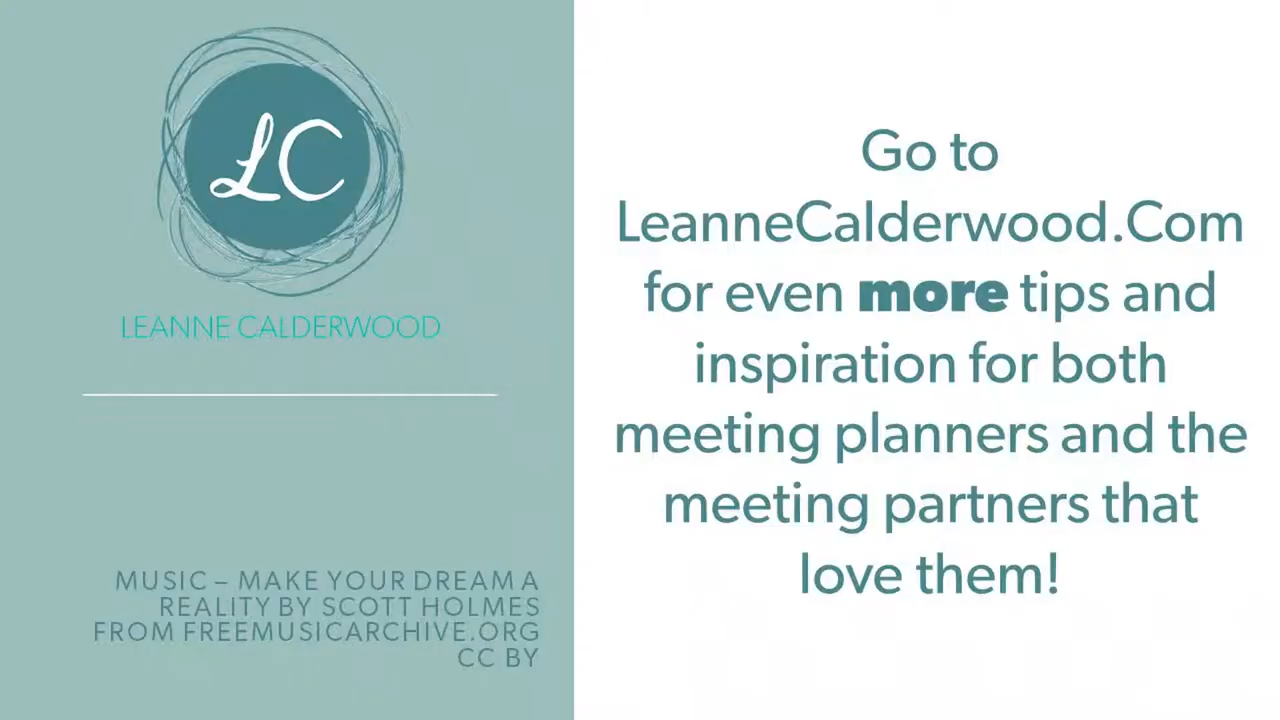 LC
LEANNE CALDERWOOD
MUSIC – MAKE YOUR DREAM A
REALITY BY SCOTT HOLMES
FROM FREEMUSICARCHIVE.ORG
CC BY
Go to
LeanneCalderwood.Com
for even more tips and
inspiration for both
meeting planners and the
meeting partners that
love them!